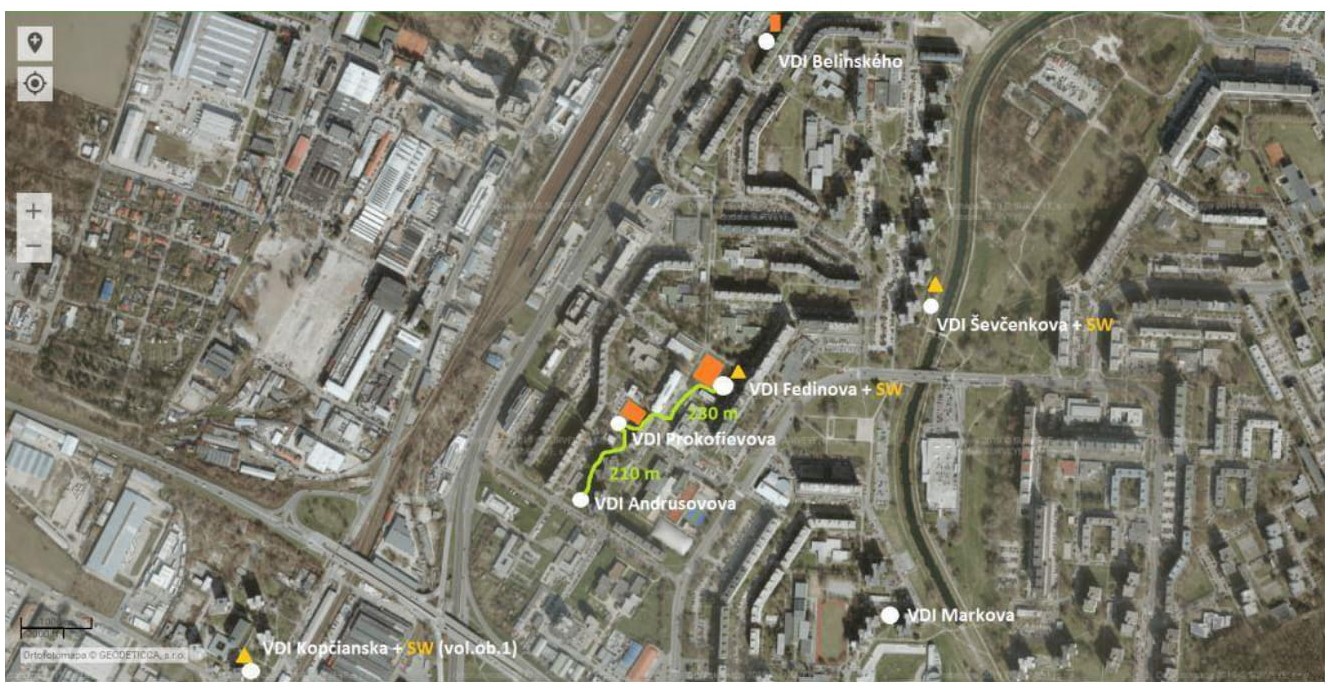 VDI Belinského
VDI Ševčenkova + SW
VDI Fedinova + SW
280 m
VDI Prokofievova
210 m
VDI Andrusovova
VDI Markova
VDI Kopčianska + SW (vol.ob.1)
Ortofotomapa © GEODETICCA, s.r.o.